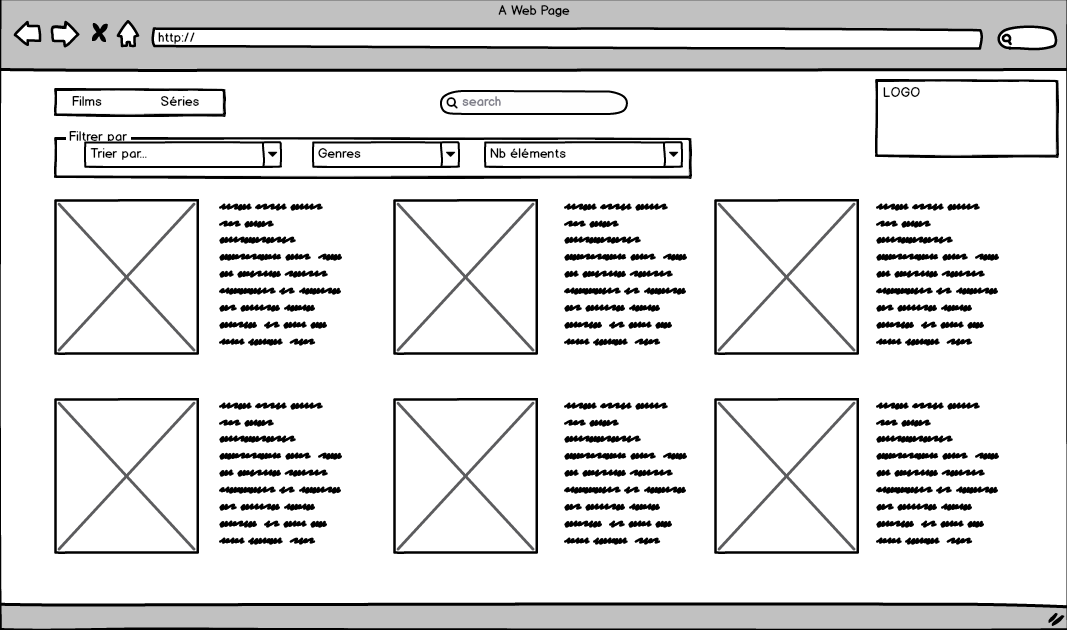 A Web Page
http://
Films Séries
search
LOGO
Filtrer par
Trier par... Genres Nb éléments